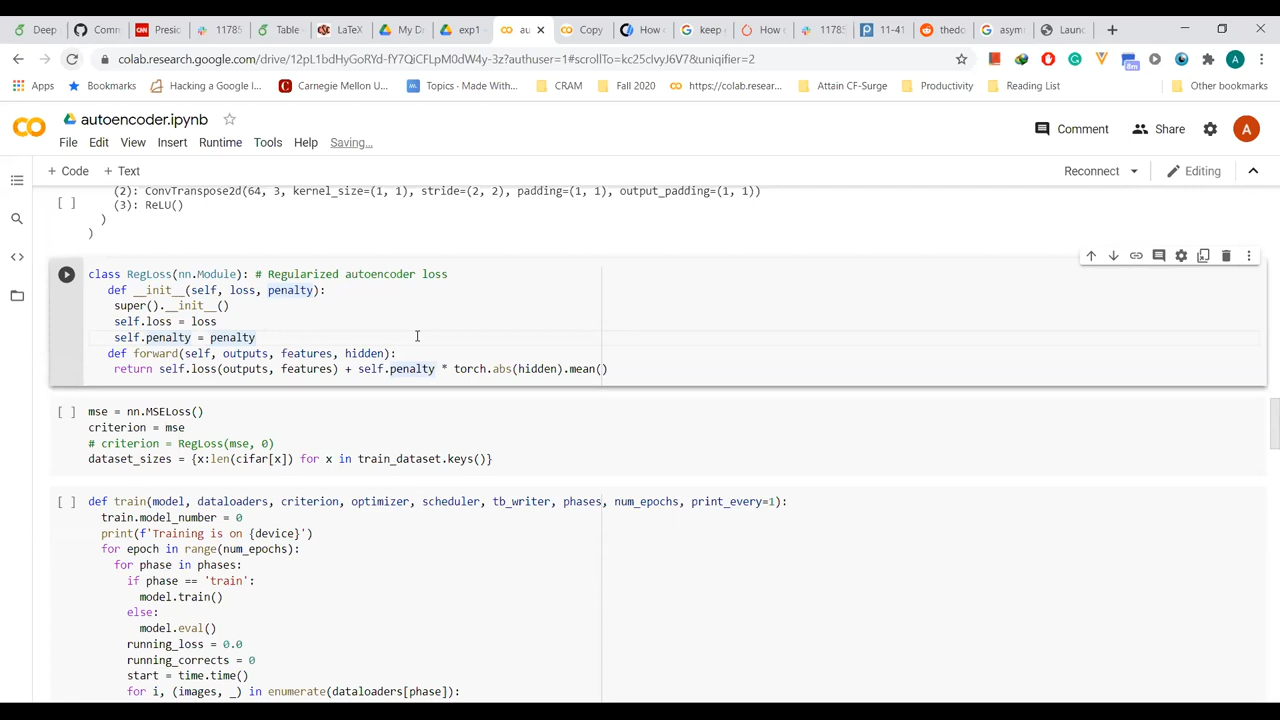 Deep
Comn
Presic
11785
Table
LaTeX
My Dr
exp1 -
au
Copy
How c
keep
How
11785
11-41
thedo
asym
Launc
colab.research.google.com/drive/
?authuser=1#scrollTo=kc25cIvyJ6V7&uniqifier=2
8m
A
Apps
Bookmarks
Hacking a Google I...
Carnegie Mellon U...
Topics · Made With...
CRAM
Fall 2020
https://colab.resear...
Attain CF-Surge
Productivity
Reading List
Other bookmarks
autoencoder.ipynb
Comment
Share
A
File Edit View Insert Runtime Tools Help Saving...
+ Code + Text
Reconnect
Editing
(2): ConvTranspose2d(64, 3, kernel_size=(1, 1), stride=(2, 2), padding=(1, 1), output_padding=(1, 1))
[ ]
(3): ReLU()
)
)
class RegLoss(nn.Module): # Regularized autoencoder loss
def __init__(self, loss, penalty):
super().__init__()
self.loss = loss
self.penalty = penalty
def forward(self, outputs, features, hidden):
return self.loss(outputs, features) + self.penalty * torch.abs(hidden).mean()
[ ] mse = nn.MSELoss()
criterion = mse
# criterion = RegLoss(mse, 0)
dataset_sizes = {x:len(cifar[x]) for x in train_dataset.keys()}
[ ] def train(model, dataloaders, criterion, optimizer, scheduler, tb_writer, phases, num_epochs, print_every=1):
train.model_number = 0
print(f'Training is on {device}')
for epoch in range(num_epochs):
for phase in phases:
if phase == 'train':
model.train()
else:
model.eval()
running_loss = 0.0
running_corrects = 0
start = time.time()
for i, (images, _) in enumerate(dataloaders[phase]):